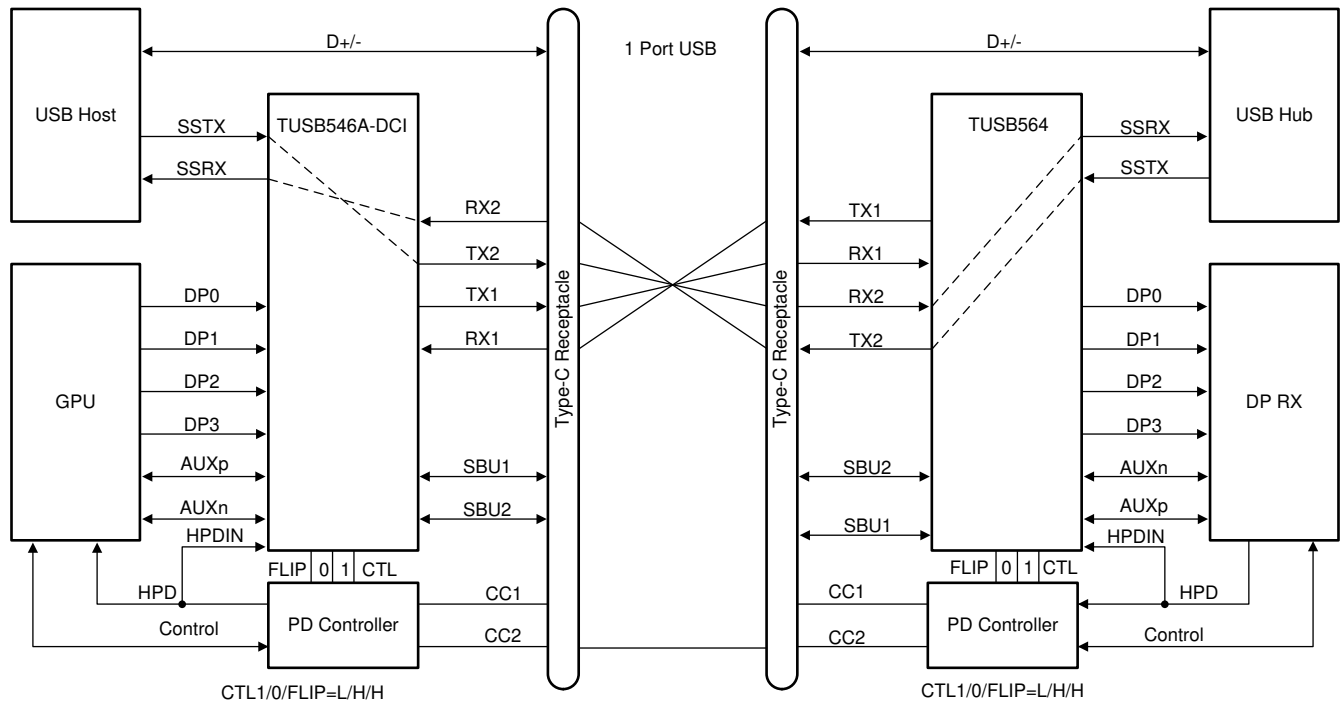 D+/-
1 Port USB
D+/-
USB Host
TUSB546A-DCI
TUSB564
USB Hub
SSTX
SSRX
SSRX
SSTX
RX2
TX2
TX1
RX1
Type-C Receptacle
Type-C Receptacle
TX1
RX1
RX2
TX2
GPU
DP0
DP1
DP2
DP3
AUXp
AUXn
HPDIN
SBU1
SBU2
SBU2
SBU1
DP0
DP1
DP2
DP3
AUXn
AUXp
HPDIN
DP RX
FLIP 0 1 CTL
FLIP 0 1 CTL
HPD
Control
PD Controller
CC1
CC2
CC1
CC2
PD Controller
HPD
Control
CTL1/0/FLIP=L/H/H
CTL1/0/FLIP=L/H/H